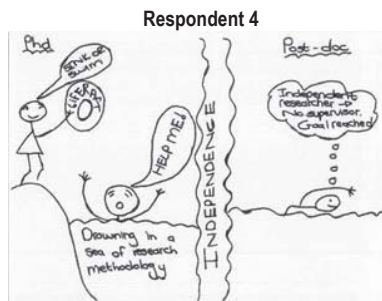 Respondent 4
Phd
SINK OR
SWIM
LIFERAFT
HELP ME!
Drowning in a
sea of research
methodology
INDEPENDENCE
Post-doc
Independent
researcher →
No supervisor.
Goal reached